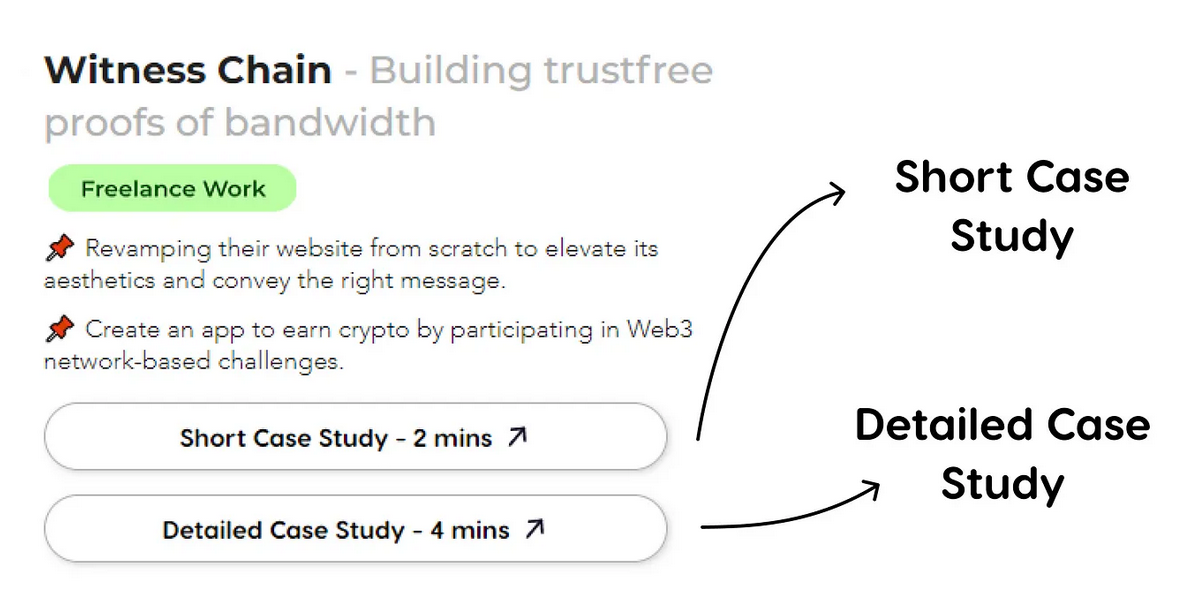 Witness Chain - Building trustfree
proofs of bandwidth
Freelance Work
📌 Revamping their website from scratch to elevate its
aesthetics and convey the right message.
📌 Create an app to earn crypto by participating in Web3
network-based challenges.
Short Case Study - 2 mins ↗
Detailed Case Study - 4 mins ↗
Short Case
Study
Detailed Case
Study